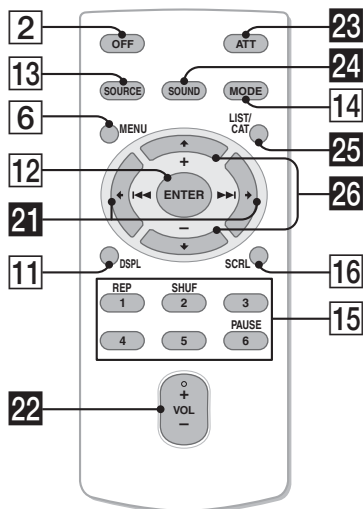 2 23
OFF ATT
13 24
SOURCE SOUND MODE
14
6 MENU LIST/
CAT
25
12 +
ENTER 26
21 −
11 DSPL SCRL 16
REP SHUF
1 2 3
15
PAUSE
4 5 6
22 +
VOL
−